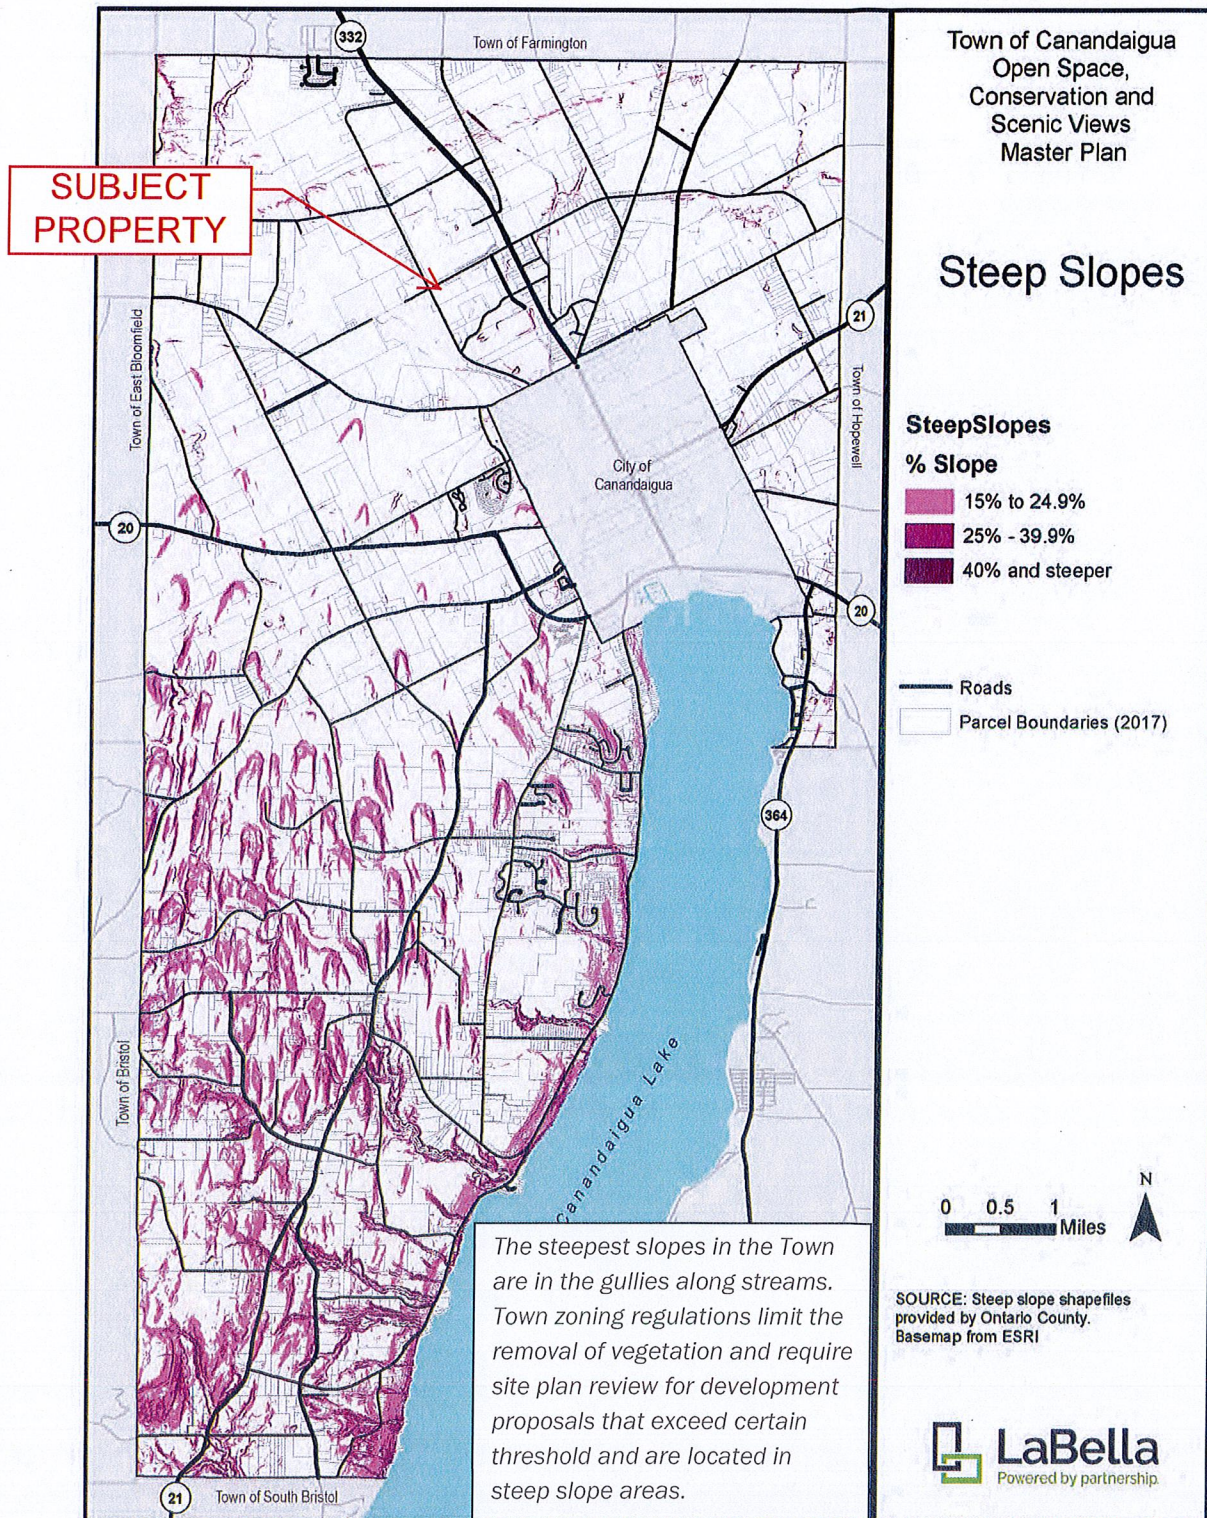 332
Town of Farmington
SUBJECT
PROPERTY
Town of East Bloomfield
21
Town of Hopewell
City of
Canandaigua
20
20
364
Town of Bristol
Canandaigua Lake
The steepest slopes in the Town
are in the gullies along streams.
Town zoning regulations limit the
removal of vegetation and require
site plan review for development
proposals that exceed certain
threshold and are located in
steep slope areas.
21
Town of South Bristol
Town of Canandaigua
Open Space,
Conservation and
Scenic Views
Master Plan
Steep Slopes
SteepSlopes
% Slope
15% to 24.9%
25% - 39.9%
40% and steeper
Roads
Parcel Boundaries (2017)
N
0 0.5 1
Miles
SOURCE: Steep slope shapefiles
provided by Ontario County.
Basemap from ESRI
LaBella
Powered by partnership.